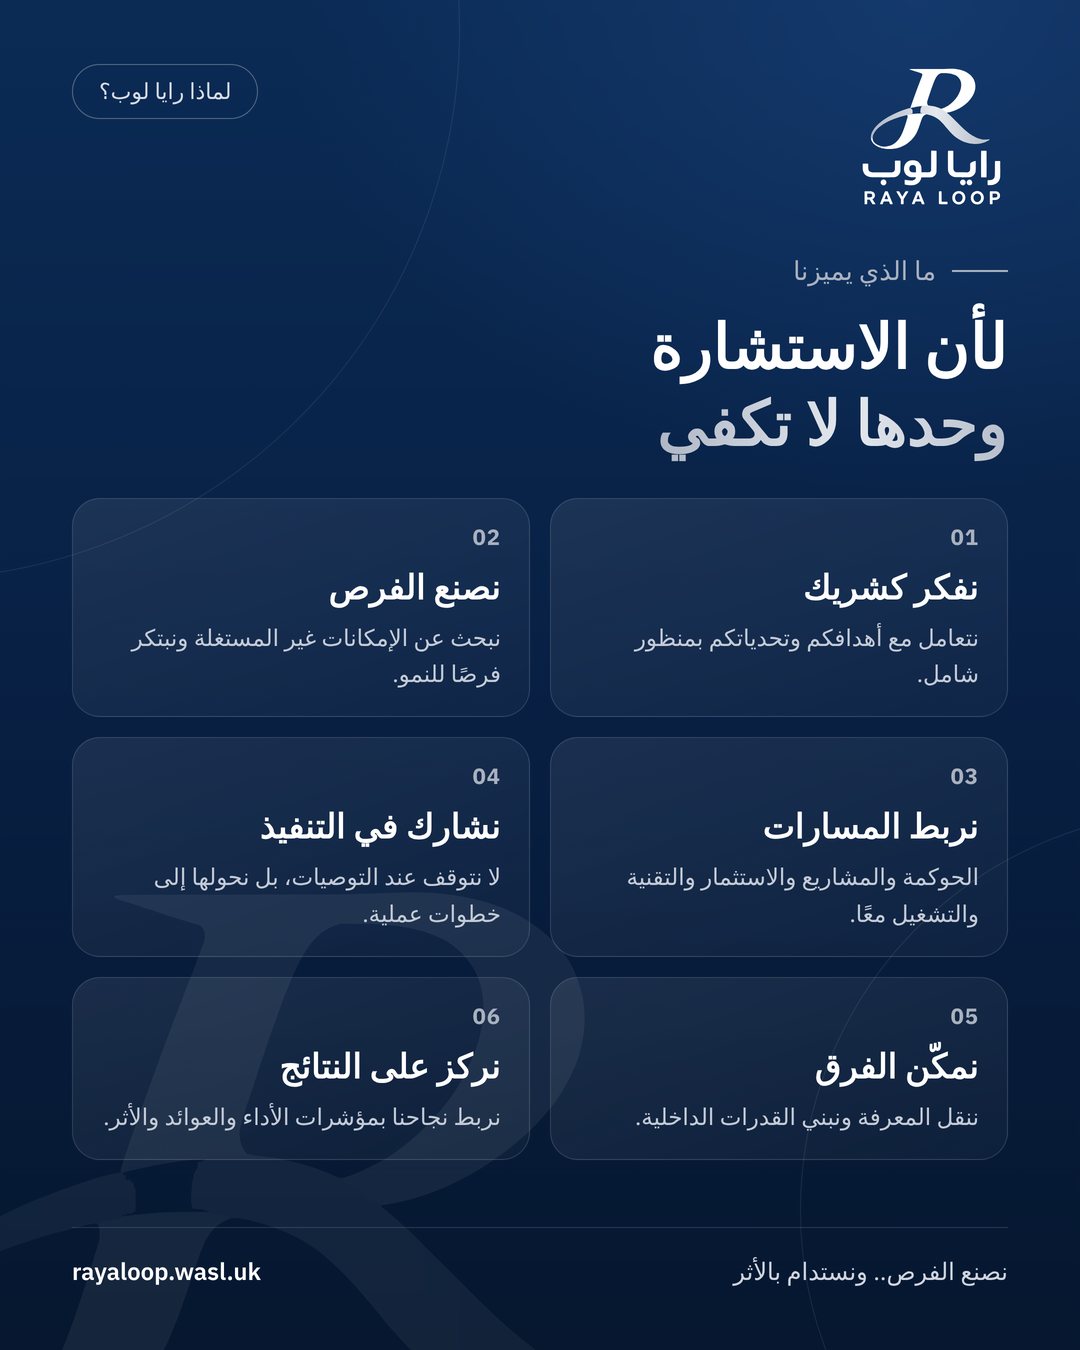 رايا لوب
RAYA LOOP
لماذا رايا لوب؟
ما الذي يميزنا
لأن الاستشارة
وحدها لا تكفي
01
نفكر كشريك
نتعامل مع أهدافكم وتحدياتكم بمنظور
شامل.
02
نصنع الفرص
نبحث عن الإمكانات غير المستغلة ونبتكر
فرصًا للنمو.
03
نربط المسارات
الحوكمة والمشاريع والاستثمار والتقنية
والتشغيل معًا.
04
نشارك في التنفيذ
لا نتوقف عند التوصيات، بل نحولها إلى
خطوات عملية.
05
نمكّن الفرق
ننقل المعرفة ونبني القدرات الداخلية.
06
نركز على النتائج
نربط نجاحنا بمؤشرات الأداء والعوائد والأثر.
نصنع الفرص.. ونستدام بالأثر
rayaloop.wasl.uk